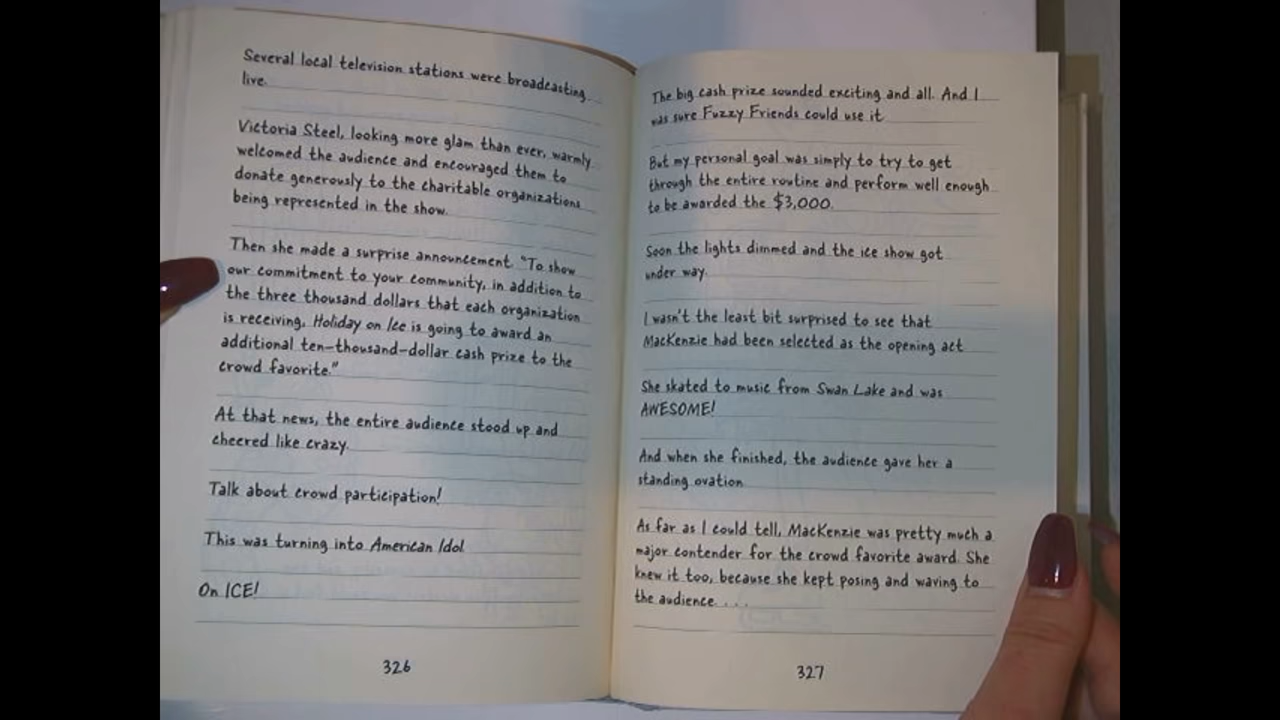 Several local television stations were broadcasting
live.
Victoria Steel, looking more glam than ever, warmly
welcomed the audience and encouraged them to
donate generously to the charitable organizations
being represented in the show.
Then she made a surprise announcement. "To show
our commitment to your community, in addition to
the three thousand dollars that each organization
is receiving, Holiday on Ice is going to award an
additional ten-thousand-dollar cash prize to the
crowd favorite."
At that news, the entire audience stood up and
cheered like crazy.
Talk about crowd participation!
This was turning into American Idol
On ICE!
326
The big cash prize sounded exciting and all. And I
was sure Fuzzy Friends could use it.
But my personal goal was simply to try to get
through the entire routine and perform well enough
to be awarded the $3,000.
Soon the lights dimmed and the ice show got
under way.
I wasn't the least bit surprised to see that
MacKenzie had been selected as the opening act.
She skated to music from Swan Lake and was
AWESOME!
And when she finished, the audience gave her a
standing ovation.
As far as I could tell, MacKenzie was pretty much a
major contender for the crowd favorite award. She
knew it too, because she kept posing and waving to
the audience. . . .
327